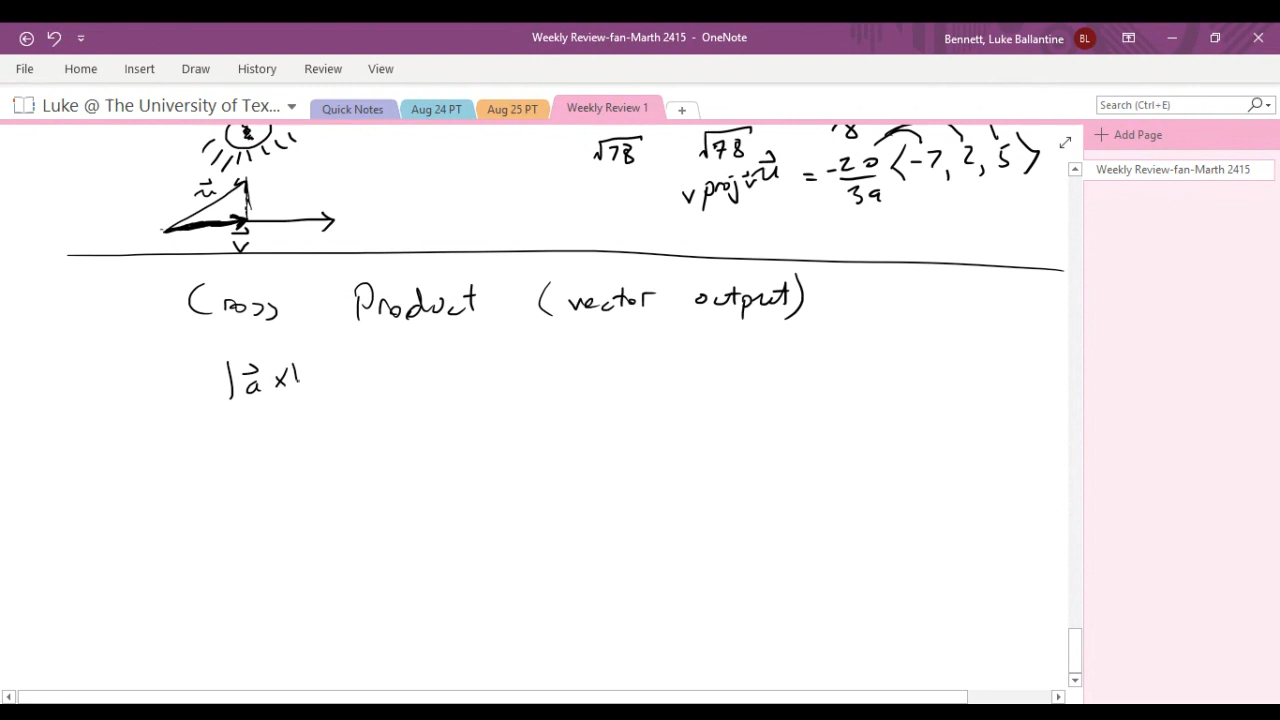 Weekly Review-fan-Marth 2415 - OneNote
Bennett, Luke Ballantine
BL
File Home Insert Draw History Review View
Luke @ The University of Tex...
Quick Notes
Aug 24 PT
Aug 25 PT
Weekly Review 1
Search (Ctrl+E)
Add Page
Weekly Review-fan-Marth 2415
√78 √78
v proj v⃗ u⃗ = -20/39 ⟨-7, 2, 5⟩
u⃗
v⃗
Cross Product (vector output)
|a⃗ ×